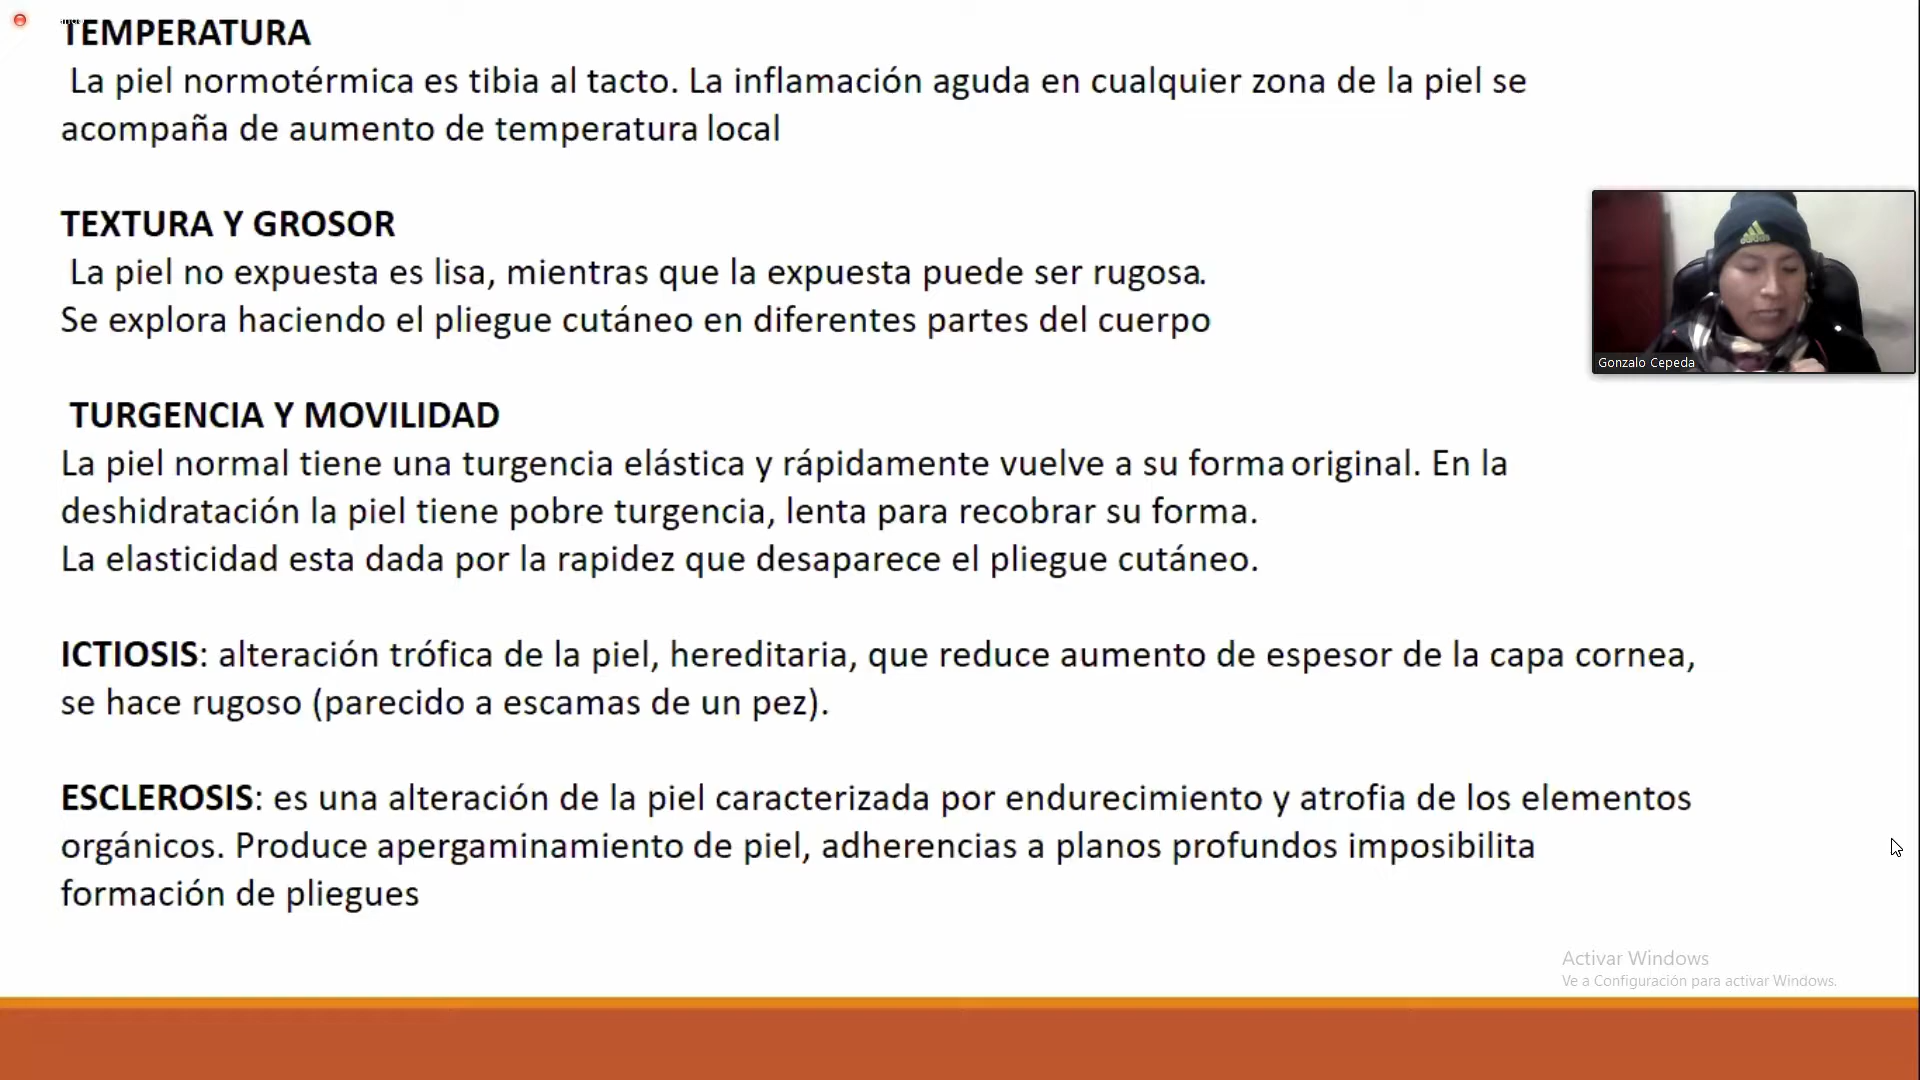 TEMPERATURA
La piel normotérmica es tibia al tacto. La inflamación aguda en cualquier zona de la piel se
acompaña de aumento de temperatura local
TEXTURA Y GROSOR
La piel no expuesta es lisa, mientras que la expuesta puede ser rugosa.
Se explora haciendo el pliegue cutáneo en diferentes partes del cuerpo
adidas
Gonzalo Cepeda
TURGENCIA Y MOVILIDAD
La piel normal tiene una turgencia elástica y rápidamente vuelve a su forma original. En la
deshidratación la piel tiene pobre turgencia, lenta para recobrar su forma.
La elasticidad esta dada por la rapidez que desaparece el pliegue cutáneo.
ICTIOSIS: alteración trófica de la piel, hereditaria, que reduce aumento de espesor de la capa cornea,
se hace rugoso (parecido a escamas de un pez).
ESCLEROSIS: es una alteración de la piel caracterizada por endurecimiento y atrofia de los elementos
orgánicos. Produce apergaminamiento de piel, adherencias a planos profundos imposibilita
formación de pliegues
Activar Windows
Ve a Configuración para activar Windows.